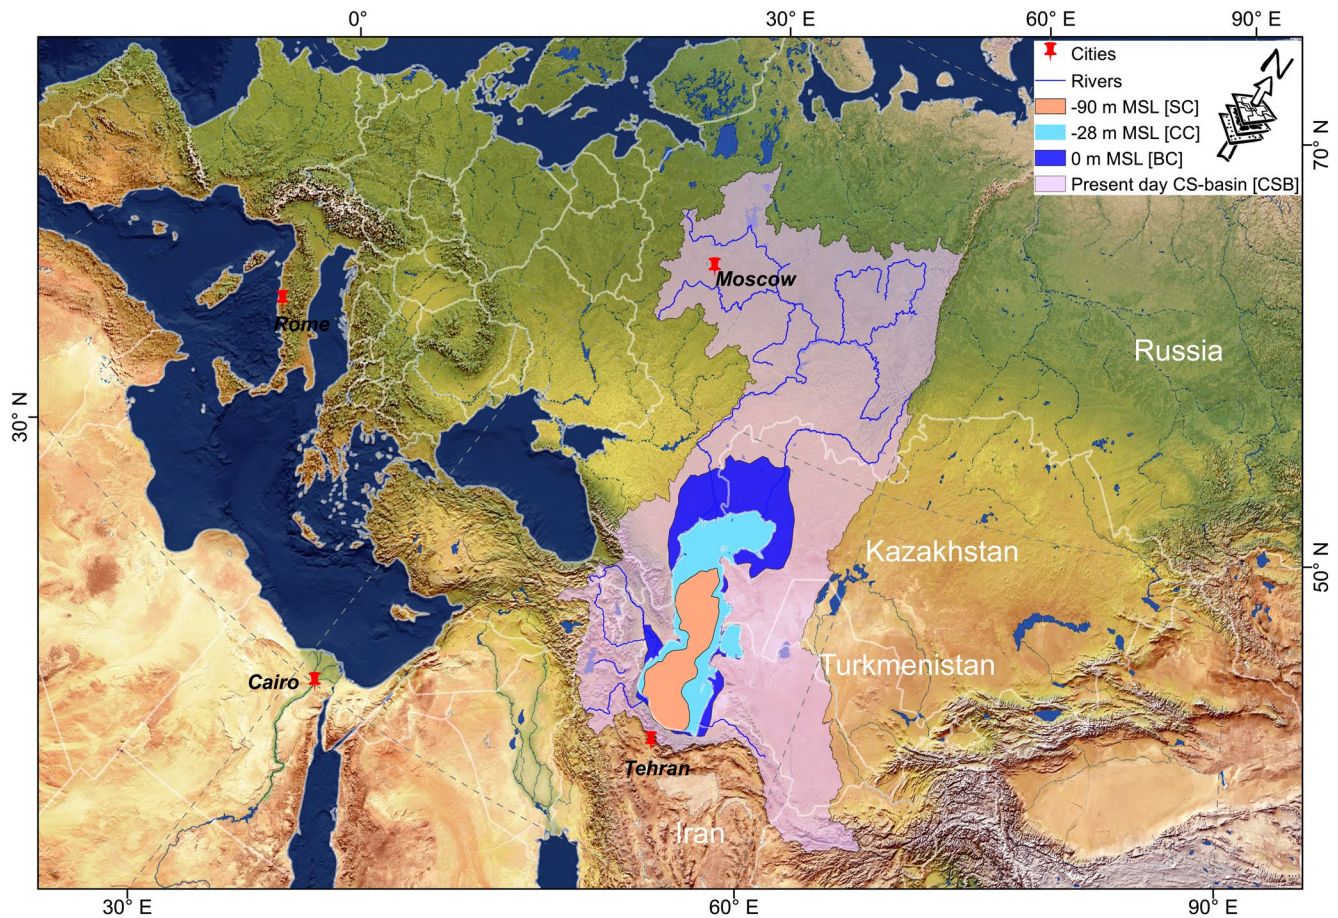 0°
30° E
60° E
90° E
N
Cities
Rivers
-90 m MSL [SC]
-28 m MSL [CC]
0 m MSL [BC]
Present day CS-basin [CSB]
70° N
Moscow
Rome
Russia
30° N
Kazakhstan
50° N
Turkmenistan
Cairo
Tehran
Iran
30° E
60° E
90° E